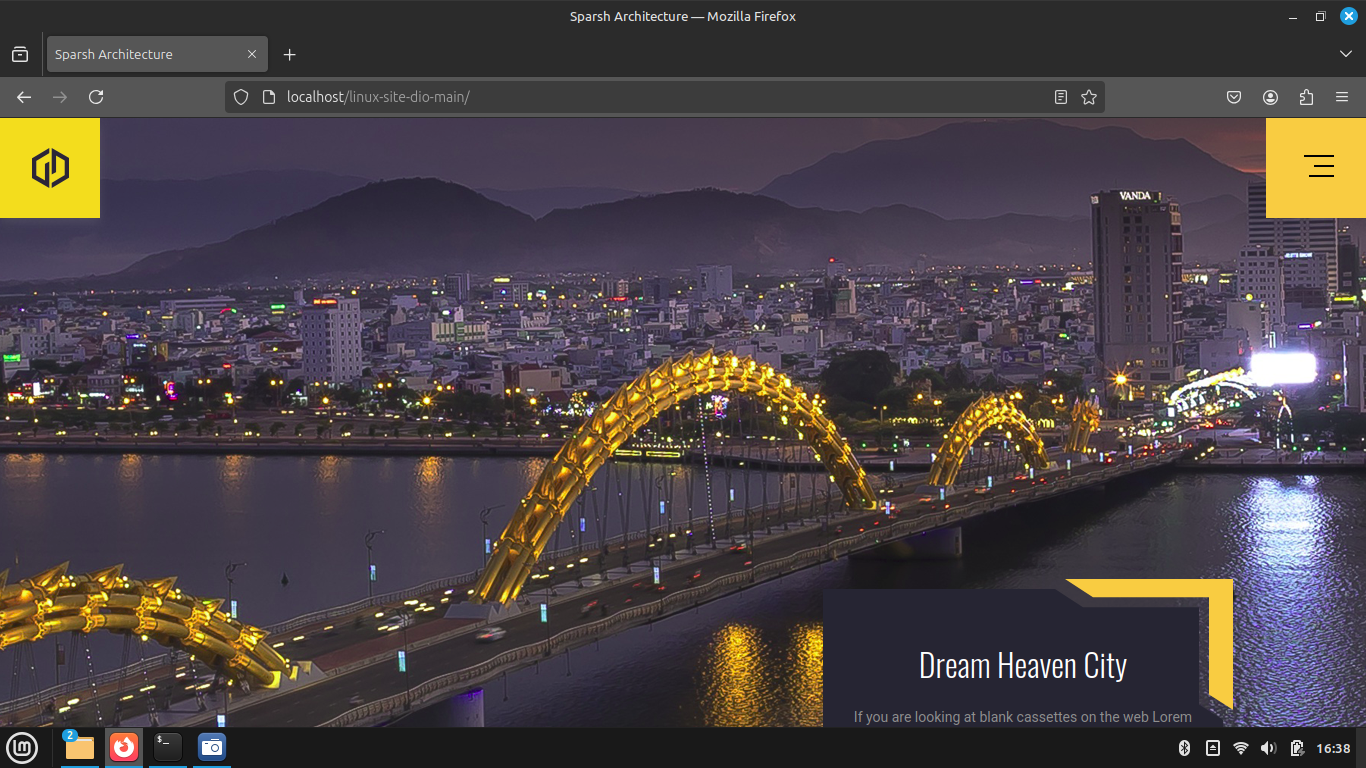 Sparsh Architecture — Mozilla Firefox
Sparsh Architecture
localhost/linux-site-dio-main/
VANDA
Dream Heaven City
If you are looking at blank cassettes on the web Lorem
2
$_
lm
16:38